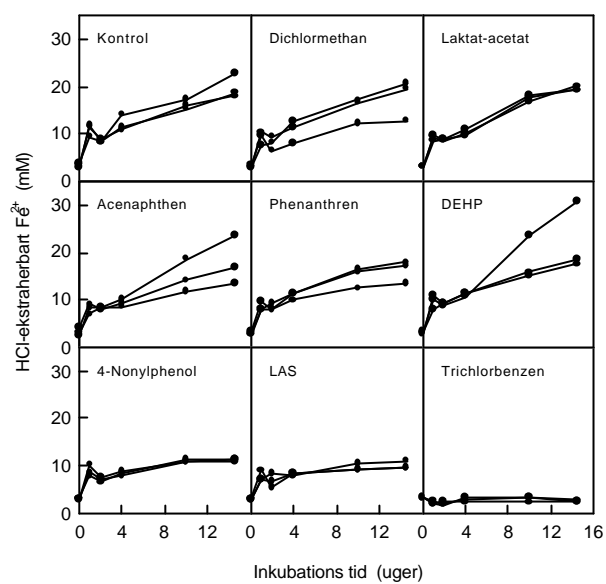 HCl-ekstraherbart Fe2+ (mM)
30
Kontrol
Dichlormethan
Laktat-acetat
20
10
0
30
Acenaphthen
Phenanthren
DEHP
20
10
0
30
4-Nonylphenol
LAS
Trichlorbenzen
20
10
0
0 4 8 12 0 4 8 12 0 4 8 12 16
Inkubations tid (uger)